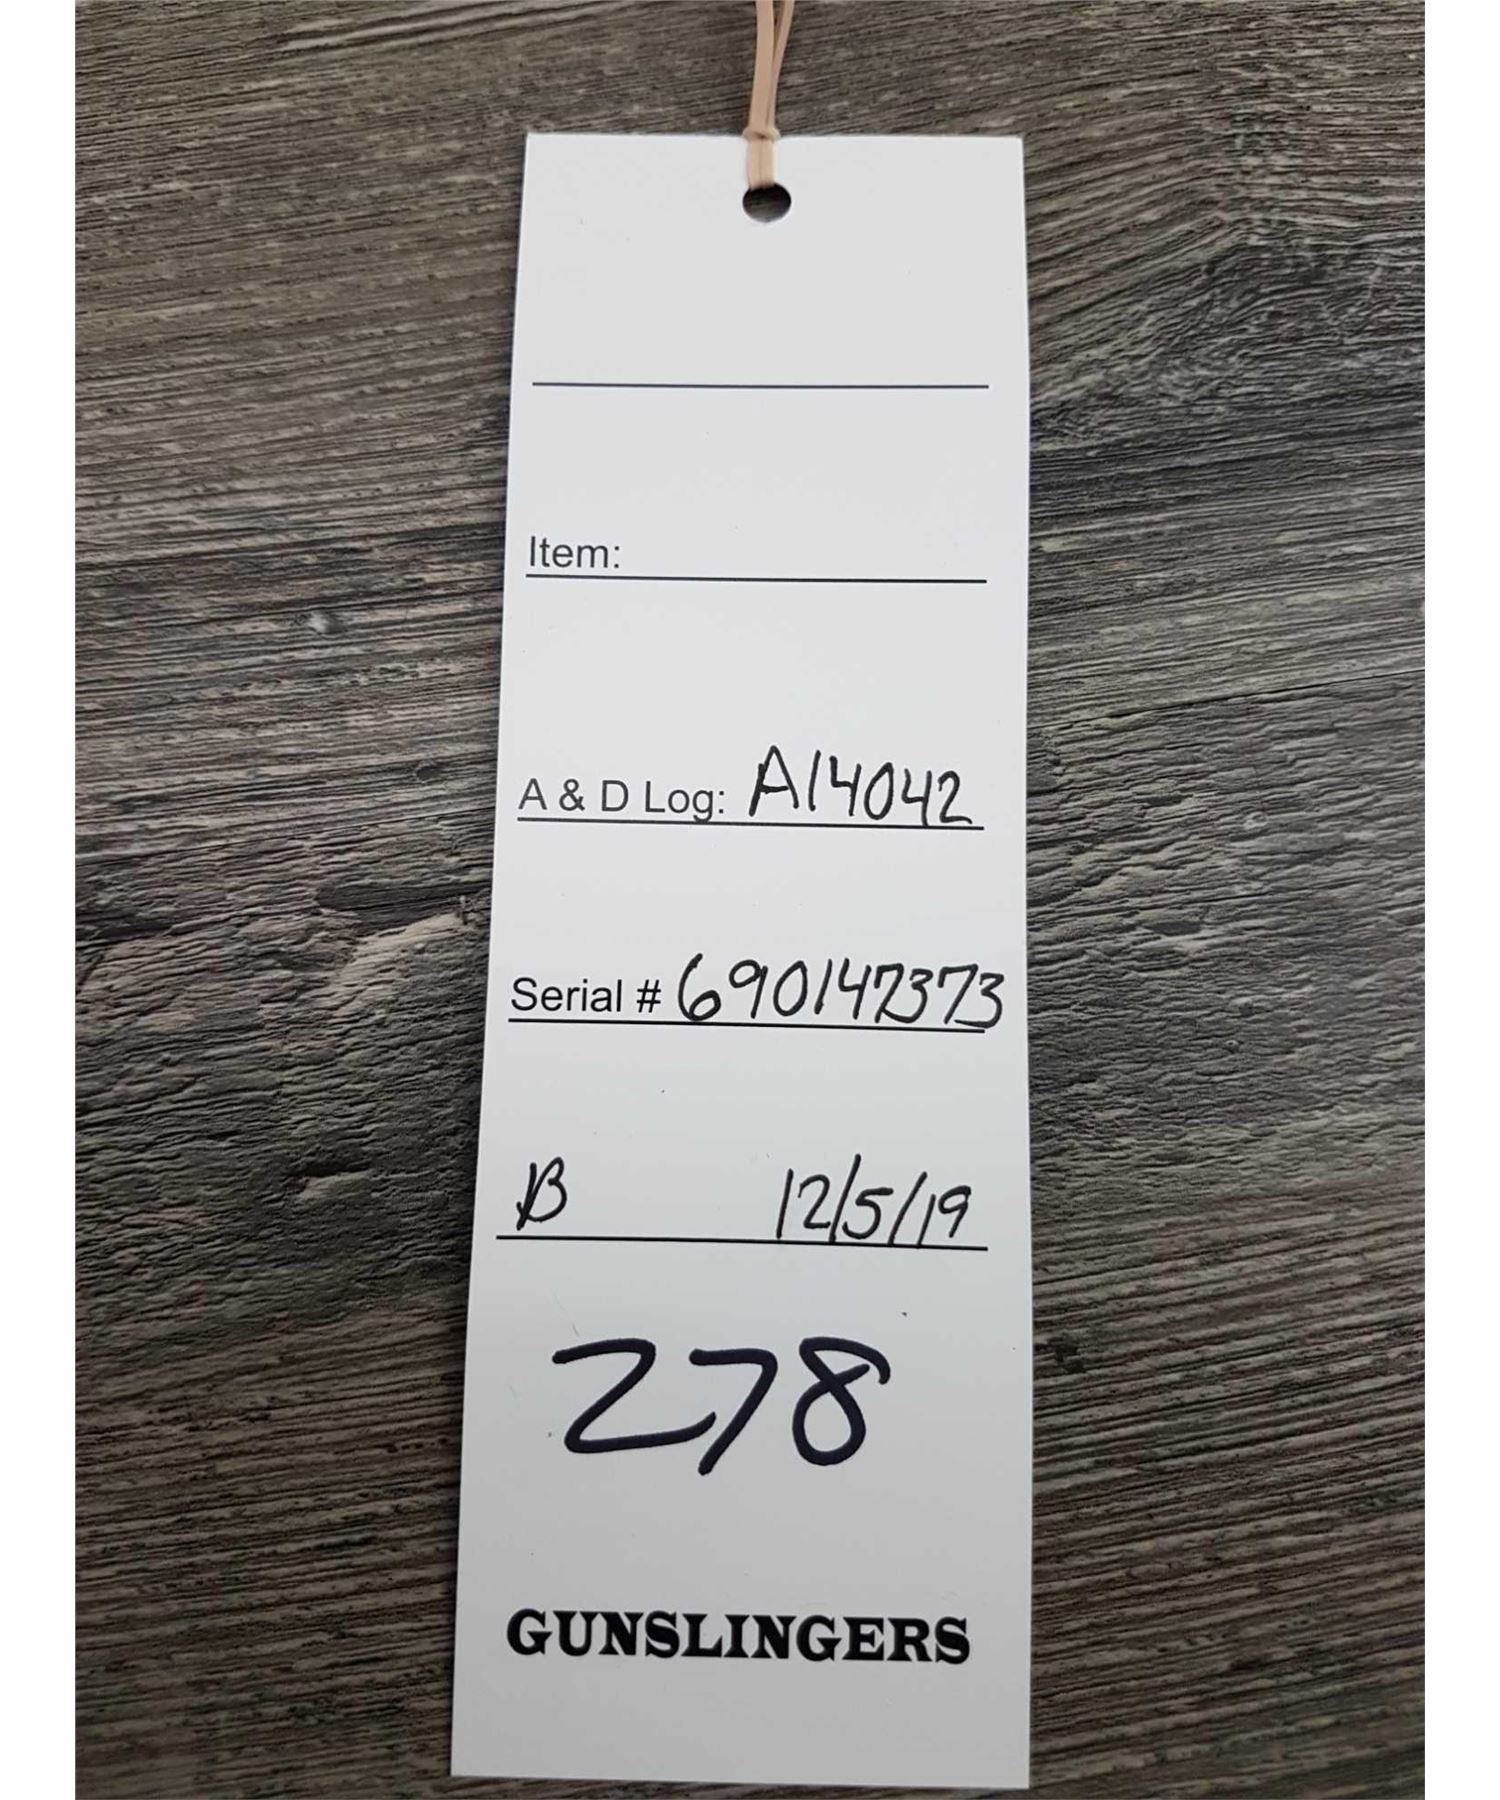 Item:
A & D Log: A14042
Serial # 690147373
B 12/5/19
278
GUNSLINGERS